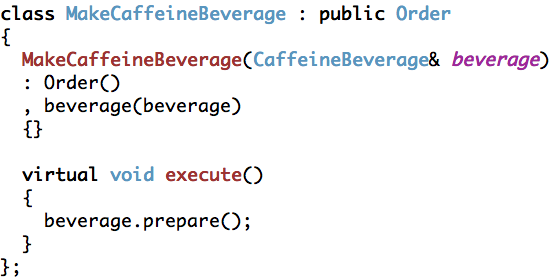 class MakeCaffeineBeverage : public Order
{
  MakeCaffeineBeverage(CaffeineBeverage& beverage)
  : Order()
  , beverage(beverage)
  {}

  virtual void execute()
  {
    beverage.prepare();
  }
};